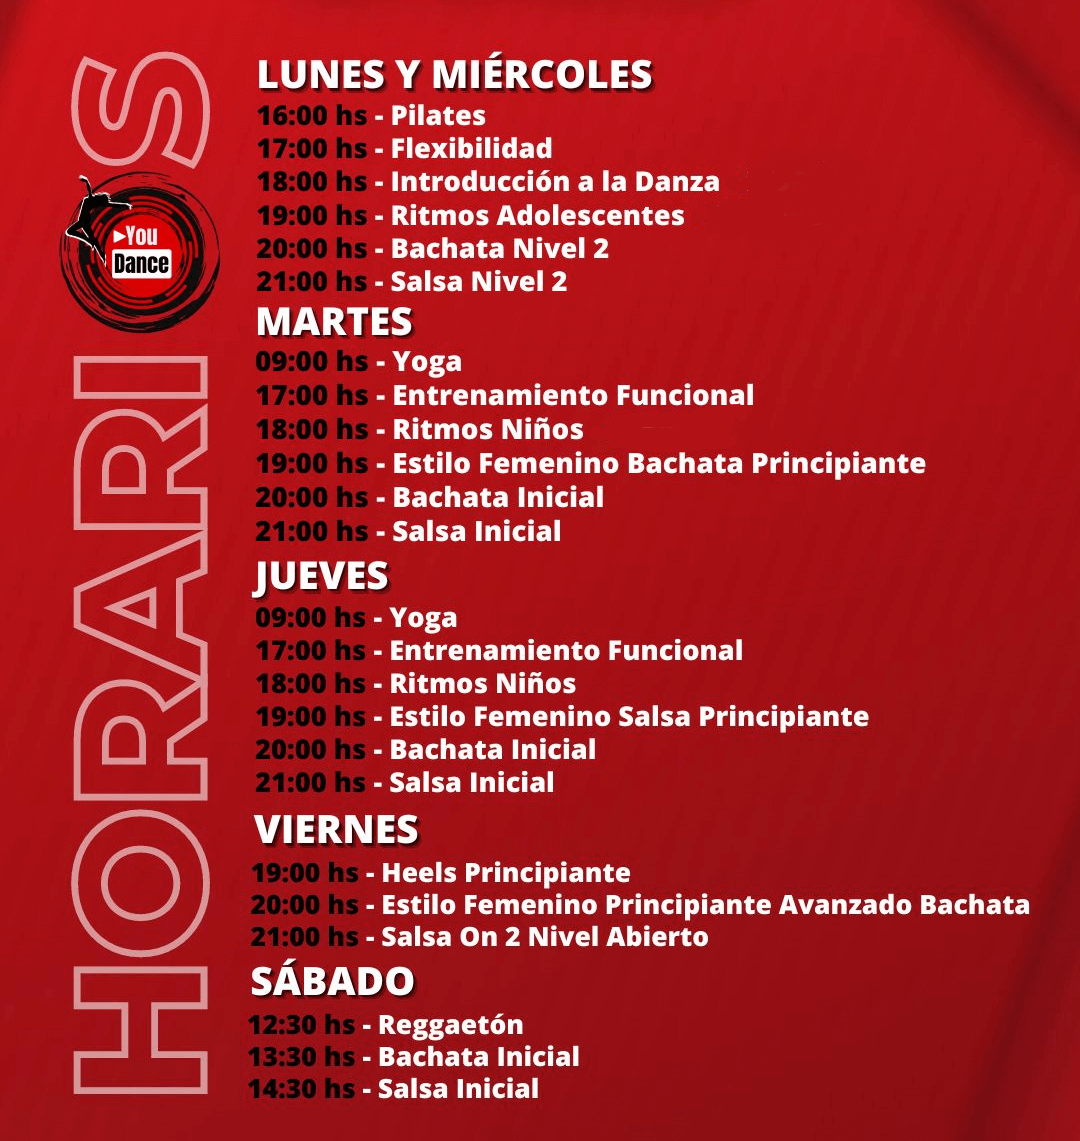 HORARIOS
▶You
Dance
LUNES Y MIÉRCOLES
16:00 hs - Pilates
17:00 hs - Flexibilidad
18:00 hs - Introducción a la Danza
19:00 hs - Ritmos Adolescentes
20:00 hs - Bachata Nivel 2
21:00 hs - Salsa Nivel 2
MARTES
09:00 hs - Yoga
17:00 hs - Entrenamiento Funcional
18:00 hs - Ritmos Niños
19:00 hs - Estilo Femenino Bachata Principiante
20:00 hs - Bachata Inicial
21:00 hs - Salsa Inicial
JUEVES
09:00 hs - Yoga
17:00 hs - Entrenamiento Funcional
18:00 hs - Ritmos Niños
19:00 hs - Estilo Femenino Salsa Principiante
20:00 hs - Bachata Inicial
21:00 hs - Salsa Inicial
VIERNES
19:00 hs - Heels Principiante
20:00 hs - Estilo Femenino Principiante Avanzado Bachata
21:00 hs - Salsa On 2 Nivel Abierto
SÁBADO
12:30 hs - Reggaetón
13:30 hs - Bachata Inicial
14:30 hs - Salsa Inicial